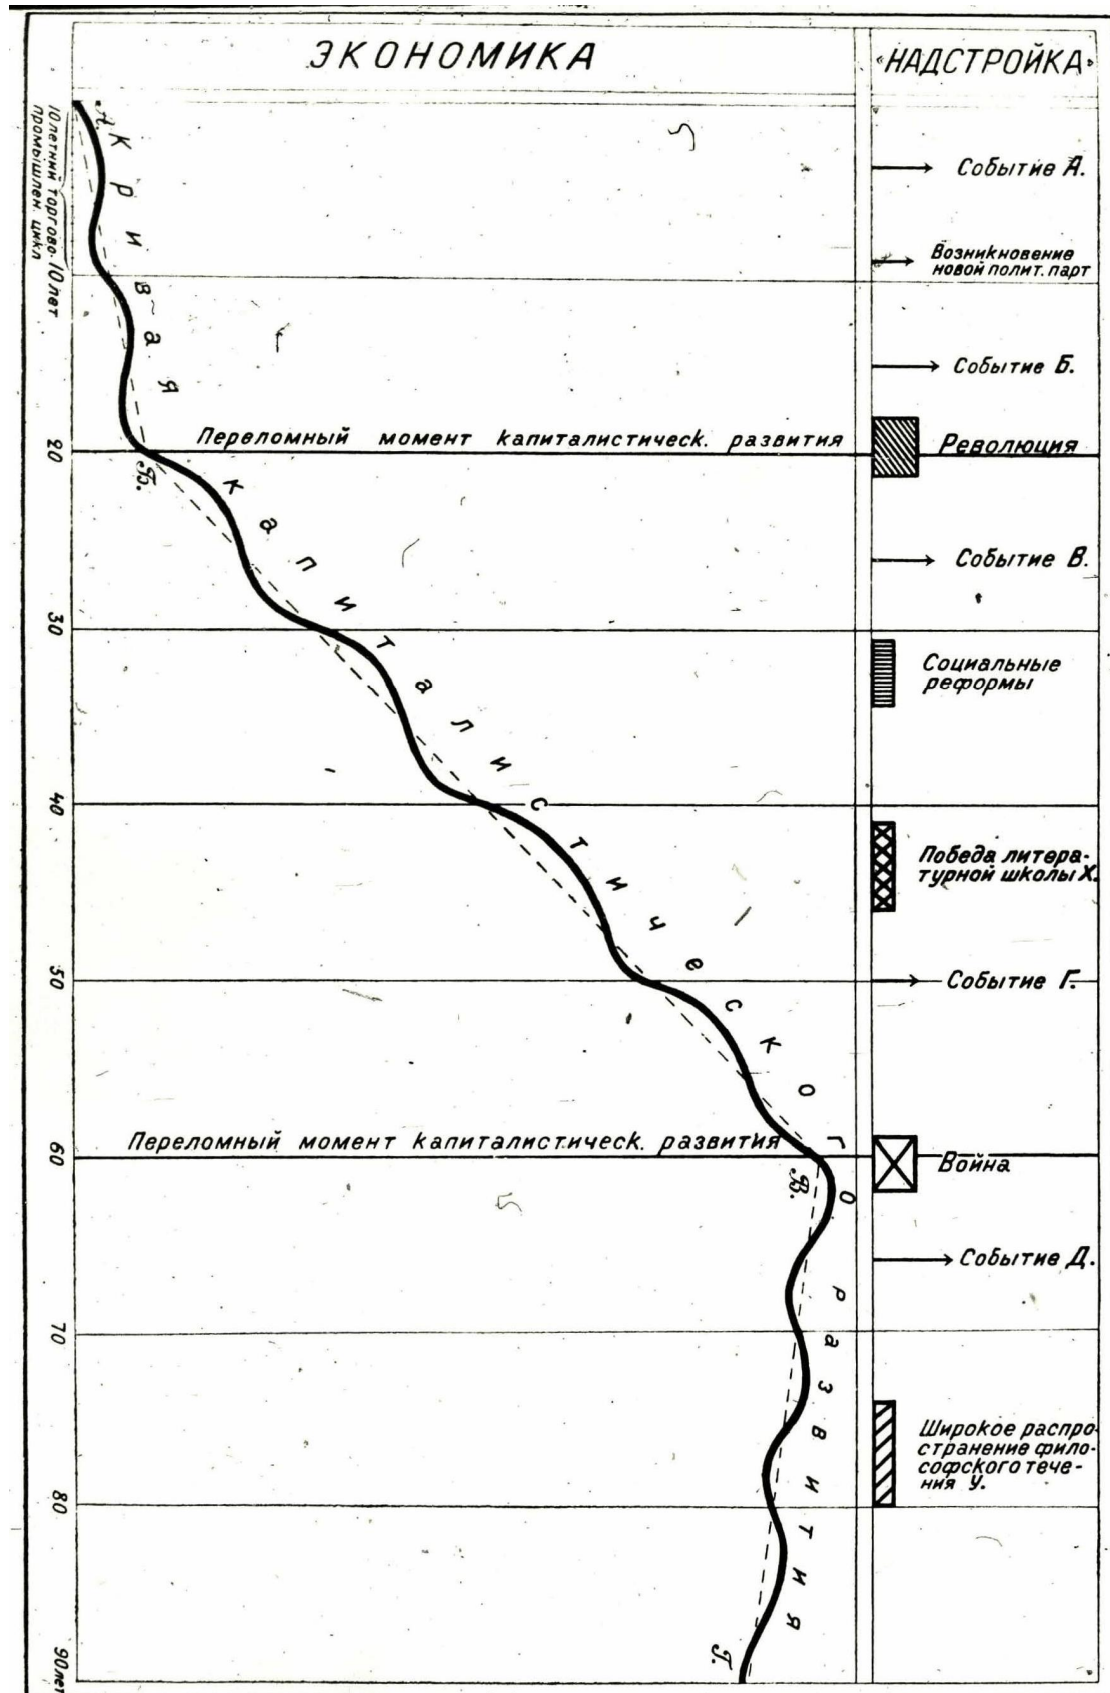 ЭКОНОМИКА
«НАДСТРОЙКА»
10 летний торгово-
промышлен. цикл
А.
Кривая
капиталистического
развития
10 лет
20
30
40
50
60
70
80
90 лет
Переломный момент капиталистическ. развития
Б.
Переломный момент капиталистическ. развития
В.
Г.
Событие А.
Возникновение
новой полит. парт
Событие Б.
Революция
Событие В.
Социальные
реформы
Победа литера-
турной школы Х.
Событие Г.
Война
Событие Д.
Широкое распро-
странение фило-
софского тече-
ния У.